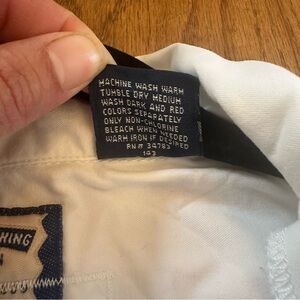 MACHINE WASH WARM
TUMBLE DRY MEDIUM
WASH DARK AND RED
COLORS SEPARATELY
ONLY NON-CHLORINE
BLEACH WHEN NEEDED
WARM IRON IF DESIRED
RN# 34783
143